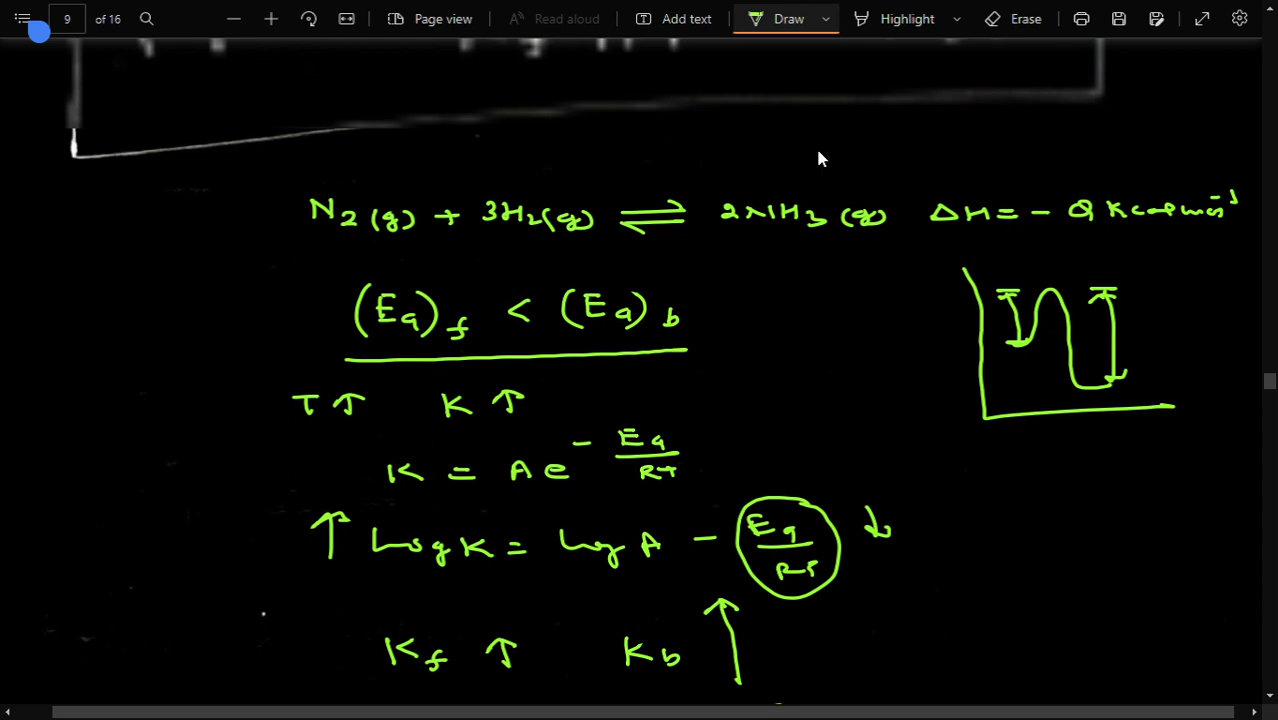 9 of 16 Page view Read aloud Add text Draw Highlight Erase
N2 (g) + 3H2(g) ⇌ 2NH3 (g) ΔH = - Q Kcal mol⁻¹
(Ea)f < (Ea)b
T ↑ K ↑
K = A e^(-Ea/RT)
↑ log K = log A - Ea/RT ↓
Kf ↑ Kb ↑